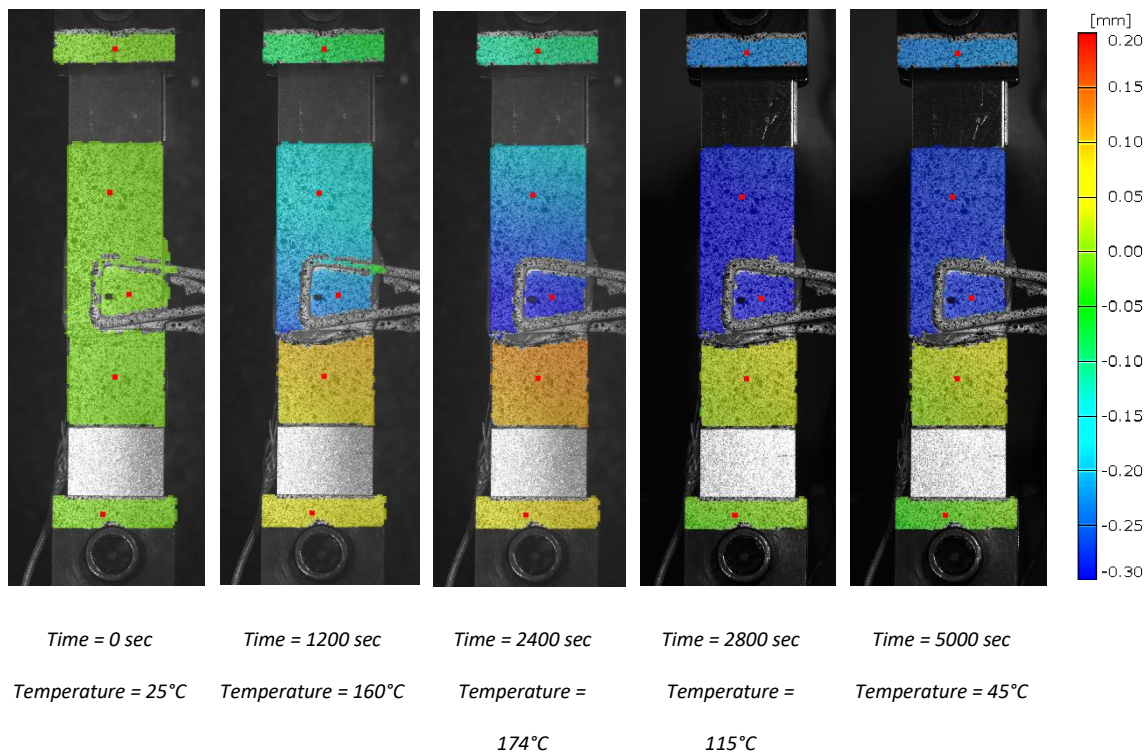 [mm]
0.20
0.15
0.10
0.05
0.00
-0.05
-0.10
-0.15
-0.20
-0.25
-0.30
Time = 0 sec
Temperature = 25°C
Time = 1200 sec
Temperature = 160°C
Time = 2400 sec
Temperature =
174°C
Time = 2800 sec
Temperature =
115°C
Time = 5000 sec
Temperature = 45°C